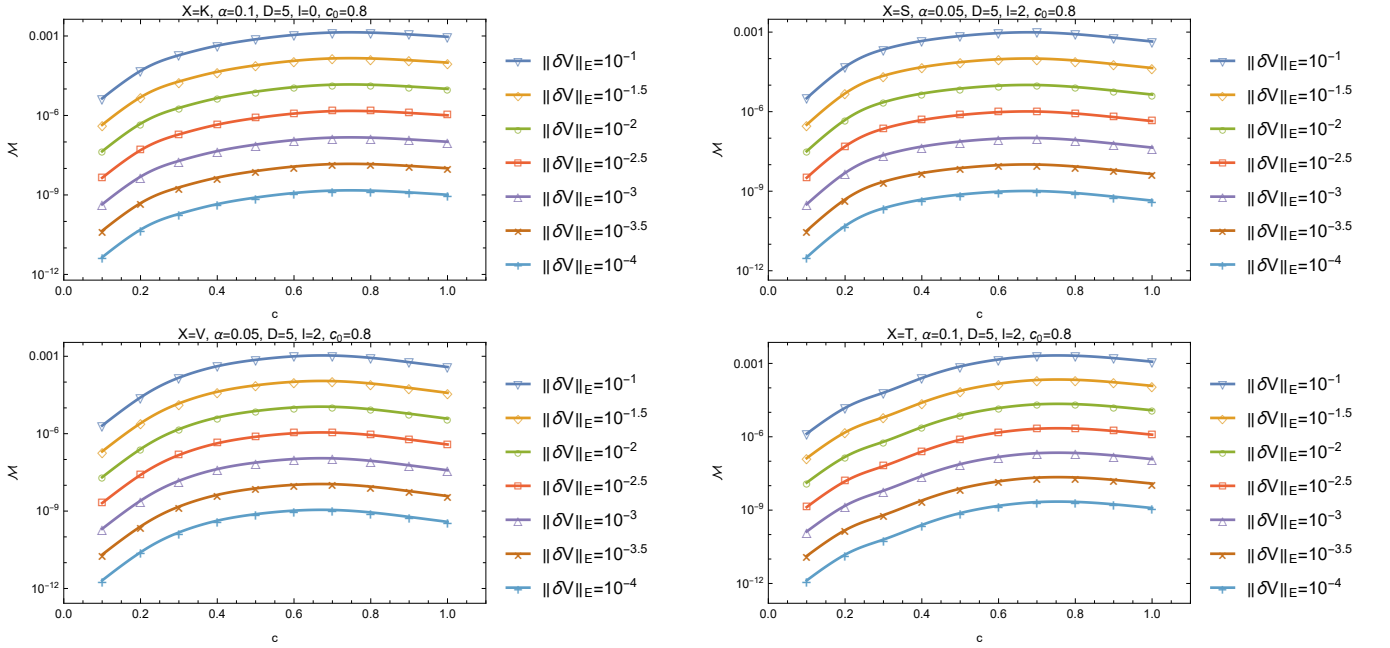 X=K, α=0.1, D=5, l=0, c₀=0.8
0.001
10⁻⁶
10⁻⁹
10⁻¹²
ℳ
0.0 0.2 0.4 0.6 0.8 1.0
c
‖δV‖E=10⁻¹
‖δV‖E=10⁻¹·⁵
‖δV‖E=10⁻²
‖δV‖E=10⁻²·⁵
‖δV‖E=10⁻³
‖δV‖E=10⁻³·⁵
‖δV‖E=10⁻⁴
X=S, α=0.05, D=5, l=2, c₀=0.8
0.001
10⁻⁶
10⁻⁹
10⁻¹²
ℳ
0.0 0.2 0.4 0.6 0.8 1.0
c
‖δV‖E=10⁻¹
‖δV‖E=10⁻¹·⁵
‖δV‖E=10⁻²
‖δV‖E=10⁻²·⁵
‖δV‖E=10⁻³
‖δV‖E=10⁻³·⁵
‖δV‖E=10⁻⁴
X=V, α=0.05, D=5, l=2, c₀=0.8
0.001
10⁻⁶
10⁻⁹
10⁻¹²
ℳ
0.0 0.2 0.4 0.6 0.8 1.0
c
‖δV‖E=10⁻¹
‖δV‖E=10⁻¹·⁵
‖δV‖E=10⁻²
‖δV‖E=10⁻²·⁵
‖δV‖E=10⁻³
‖δV‖E=10⁻³·⁵
‖δV‖E=10⁻⁴
X=T, α=0.1, D=5, l=2, c₀=0.8
0.001
10⁻⁶
10⁻⁹
10⁻¹²
ℳ
0.0 0.2 0.4 0.6 0.8 1.0
c
‖δV‖E=10⁻¹
‖δV‖E=10⁻¹·⁵
‖δV‖E=10⁻²
‖δV‖E=10⁻²·⁵
‖δV‖E=10⁻³
‖δV‖E=10⁻³·⁵
‖δV‖E=10⁻⁴